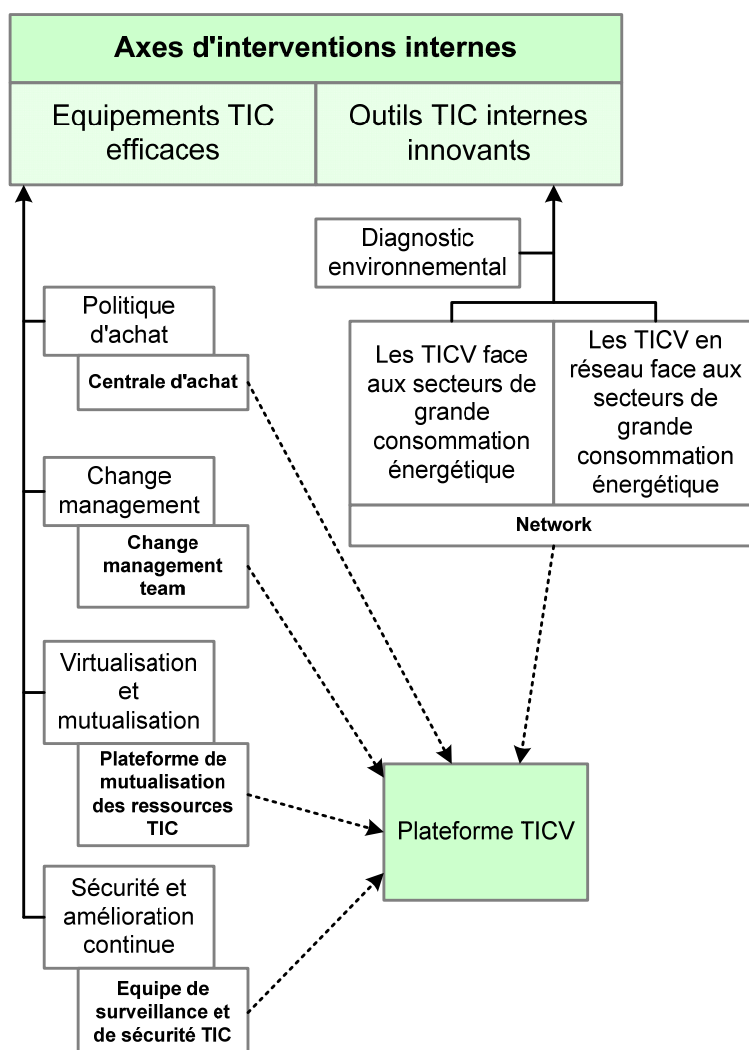 Axes d'interventions internes
Equipements TIC
efficaces
Outils TIC internes
innovants
Diagnostic
environnemental
Politique
d'achat
Centrale d'achat
Les TICV face
aux secteurs de
grande
consommation
énergétique
Les TICV en
réseau face aux
secteurs de
grande
consommation
énergétique
Network
Change
management
Change
management
team
Virtualisation
et
mutualisation
Plateforme de
mutualisation
des ressources
TIC
Plateforme TICV
Sécurité et
amélioration
continue
Equipe de
surveillance et
de sécurité TIC